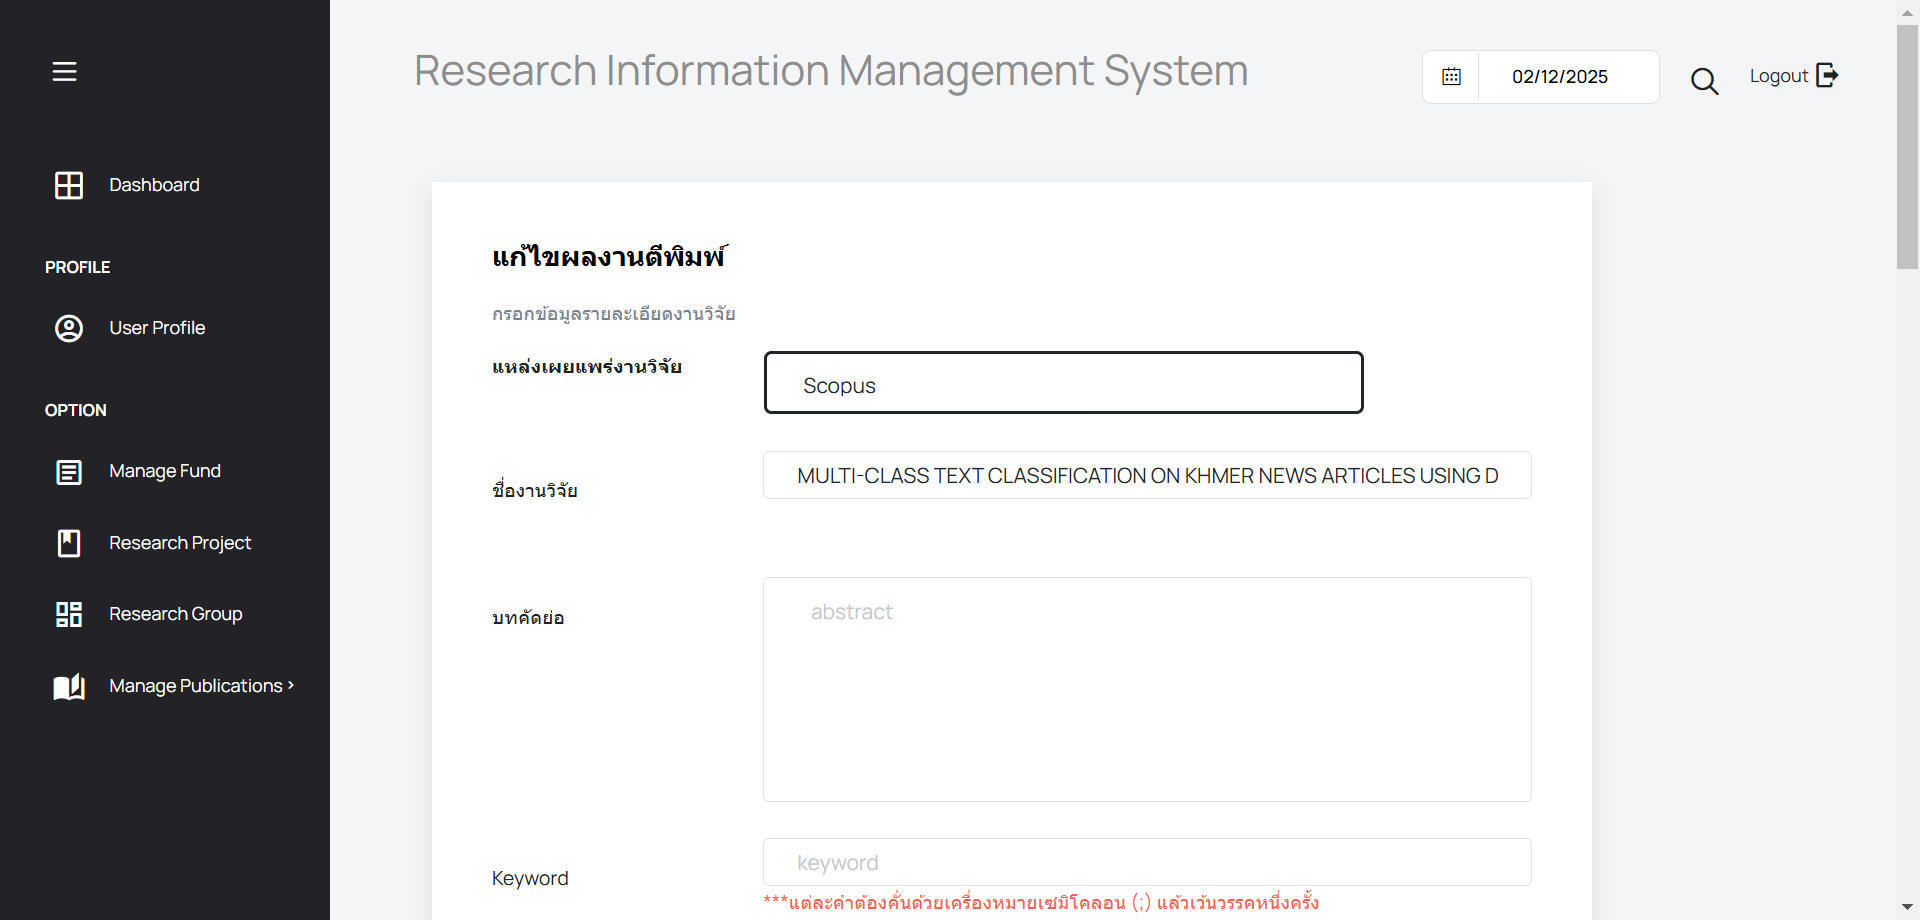 Research Information Management System
02/12/2025
Logout
Dashboard
PROFILE
User Profile
OPTION
Manage Fund
Research Project
Research Group
Manage Publications >
แก้ไขผลงานตีพิมพ์
กรอกข้อมูลรายละเอียดงานวิจัย
แหล่งเผยแพร่งานวิจัย
Scopus
ชื่องานวิจัย
MULTI-CLASS TEXT CLASSIFICATION ON KHMER NEWS ARTICLES USING D
บทคัดย่อ
abstract
Keyword
keyword
***แต่ละคำต้องคั่นด้วยเครื่องหมายเซมิโคลอน (;) แล้วเว้นวรรคหนึ่งครั้ง